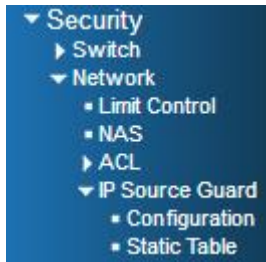 Security
Switch
Network
Limit Control
NAS
ACL
IP Source Guard
Configuration
Static Table